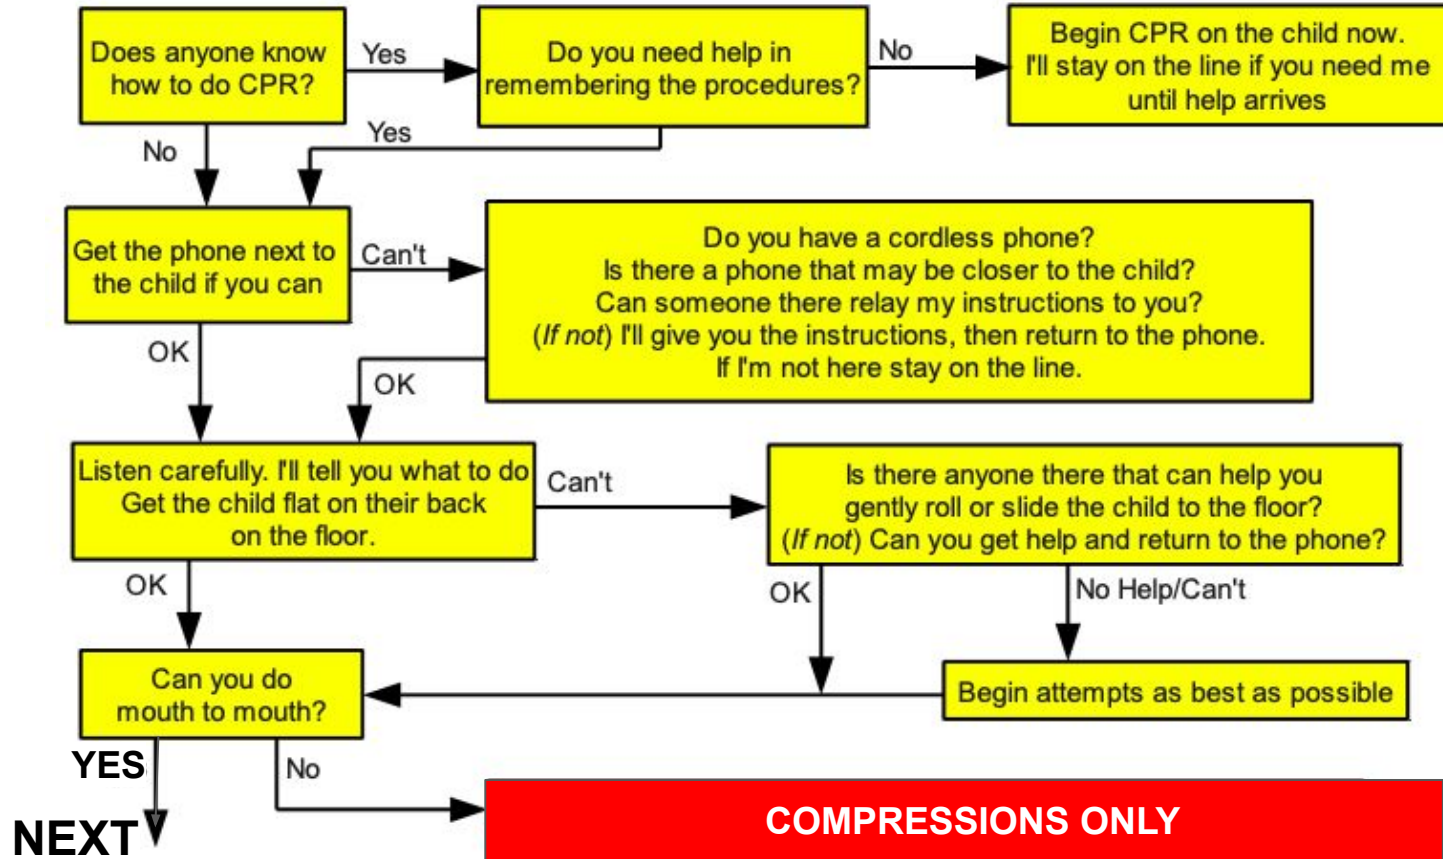 Does anyone know
how to do CPR?
Yes
Do you need help in
remembering the procedures?
No
Begin CPR on the child now.
I'll stay on the line if you need me
until help arrives
No
Yes
Get the phone next to
the child if you can
Can't
Do you have a cordless phone?
Is there a phone that may be closer to the child?
Can someone there relay my instructions to you?
(If not) I'll give you the instructions, then return to the phone.
If I'm not here stay on the line.
OK
OK
Listen carefully. I'll tell you what to do
Get the child flat on their back
on the floor.
Can't
Is there anyone there that can help you
gently roll or slide the child to the floor?
(If not) Can you get help and return to the phone?
OK
OK
No Help/Can't
Can you do
mouth to mouth?
Begin attempts as best as possible
YES
No
NEXT
COMPRESSIONS ONLY